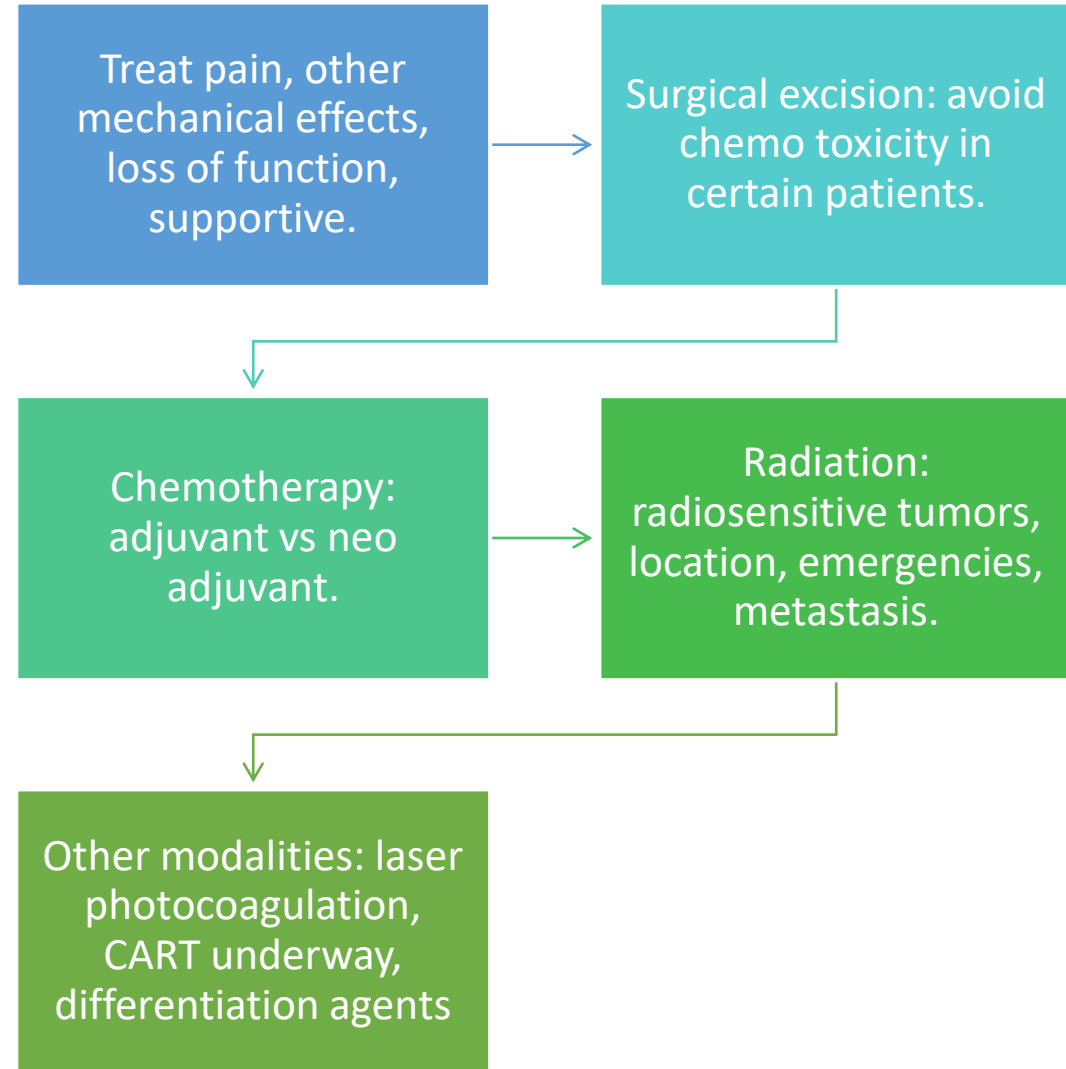 Treat pain, other
mechanical effects,
loss of function,
supportive.
Surgical excision: avoid
chemo toxicity in
certain patients.
Chemotherapy:
adjuvant vs neo
adjuvant.
Radiation:
radiosensitive tumors,
location, emergencies,
metastasis.
Other modalities: laser
photocoagulation,
CART underway,
differentiation agents